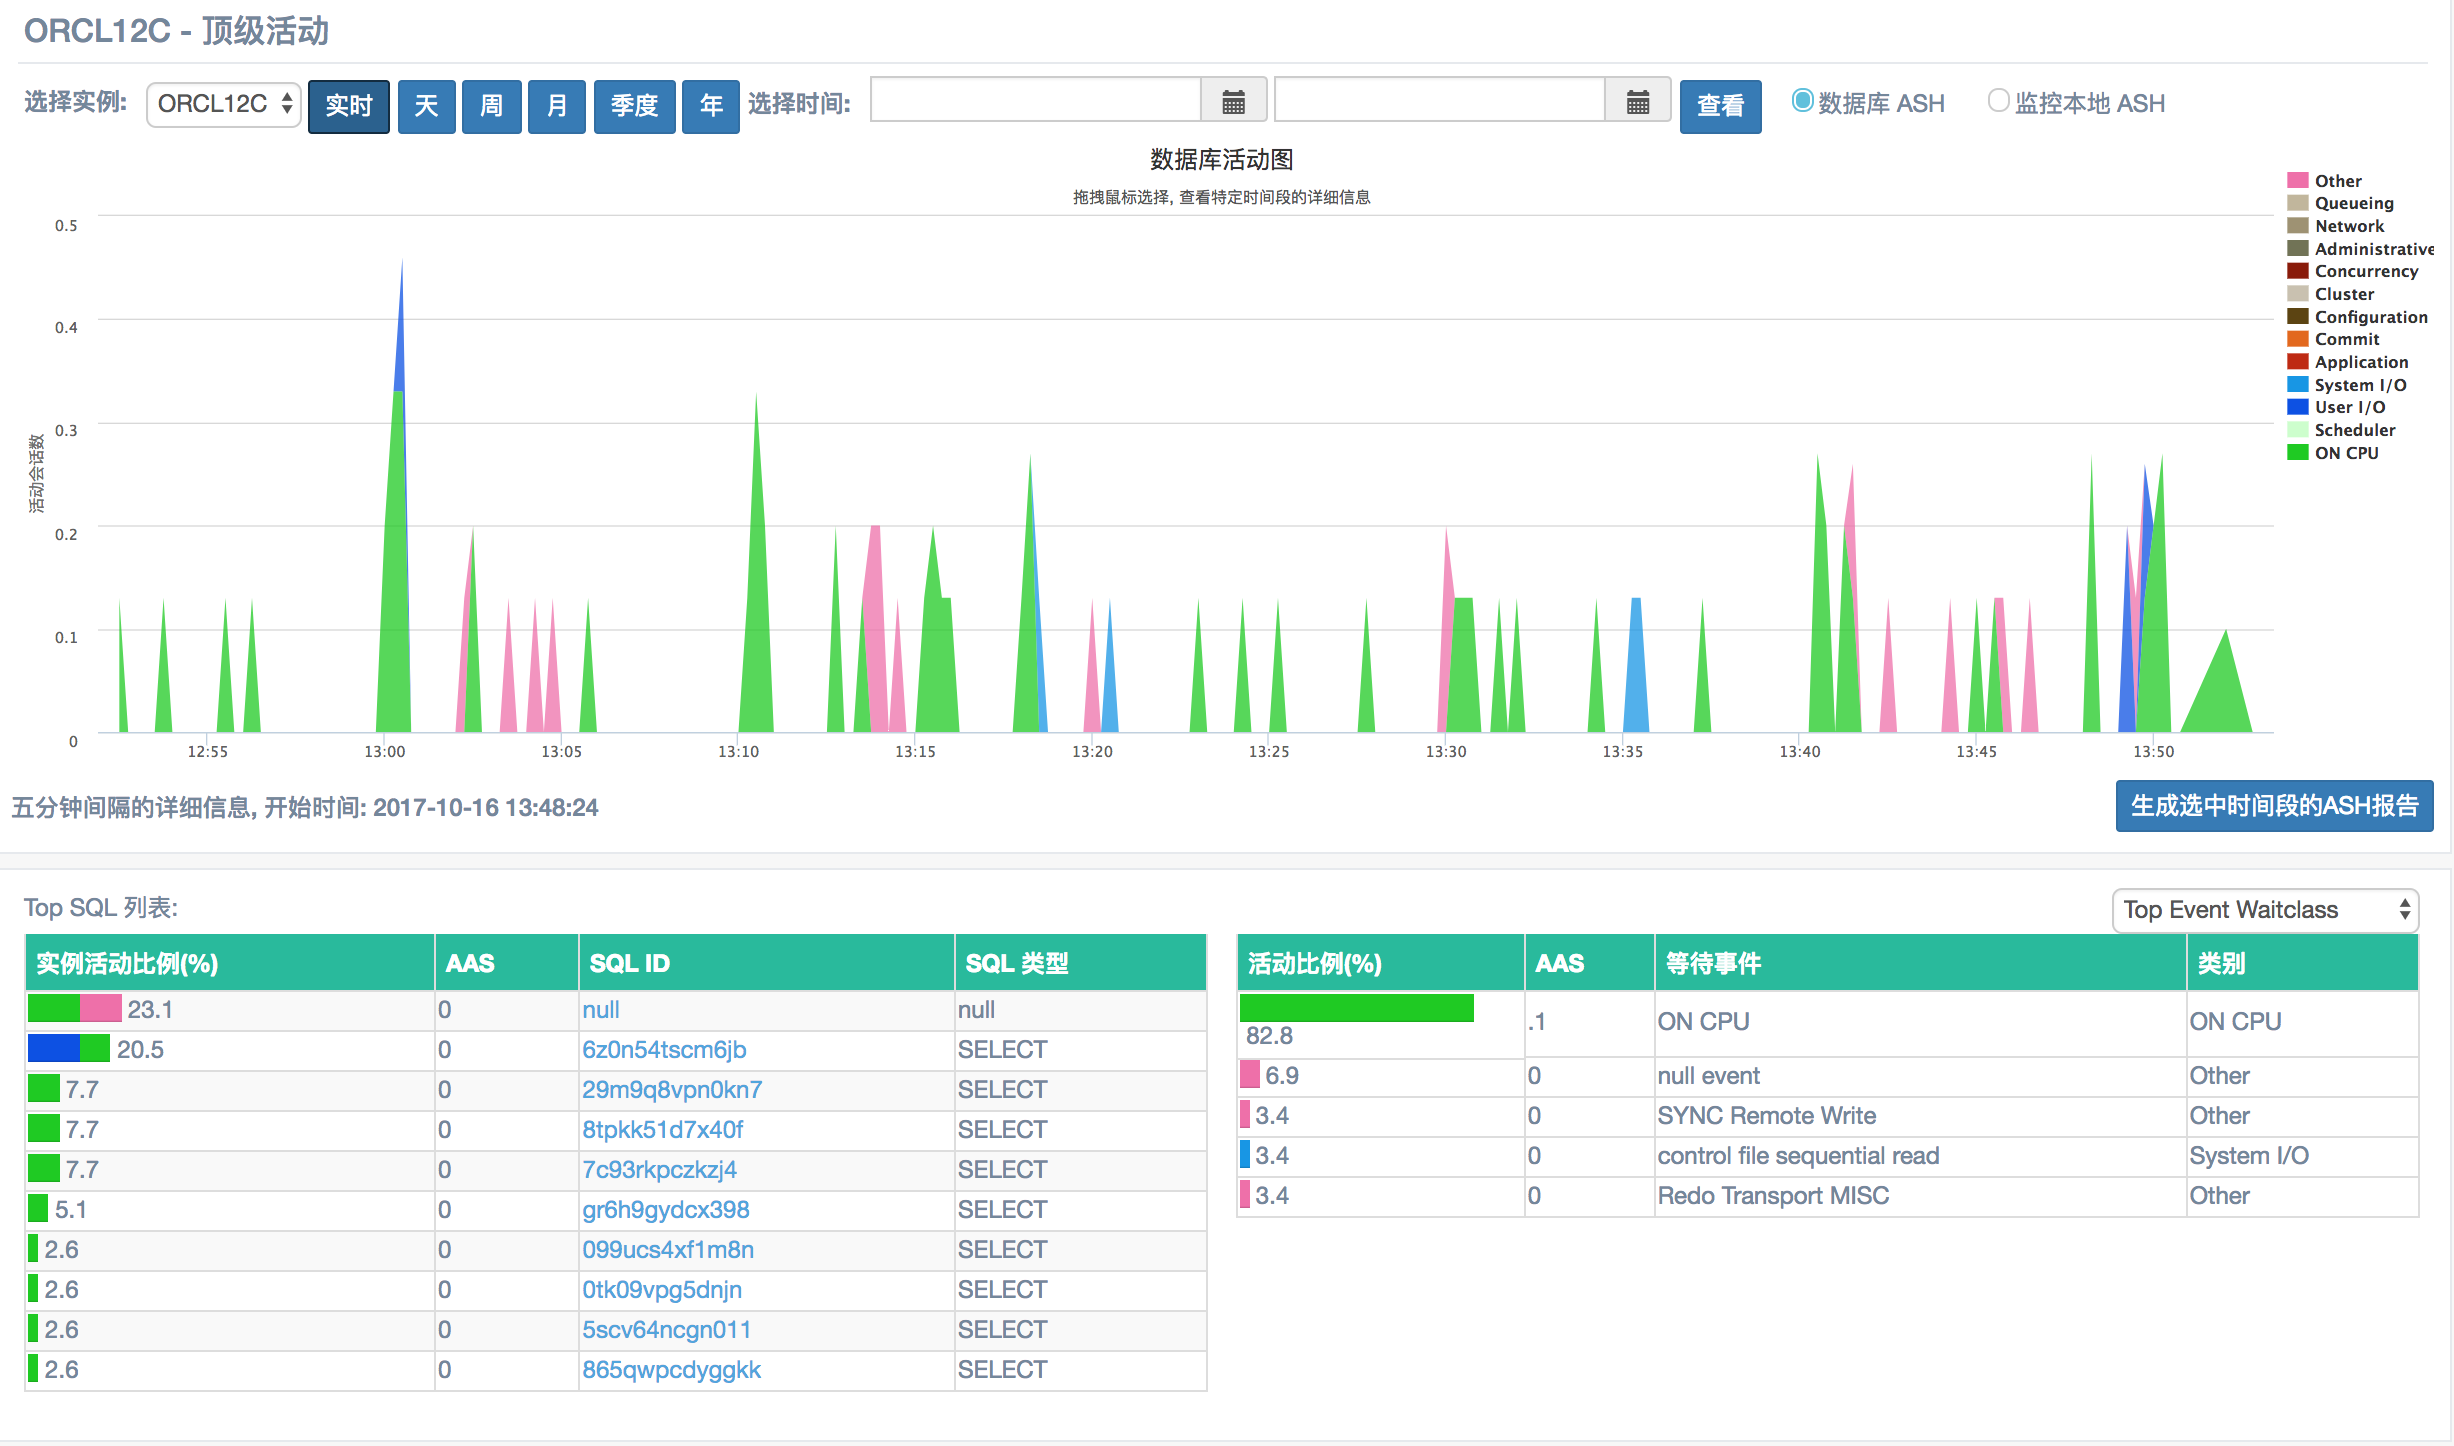 ORCL12C - 顶级活动
选择实例: ORCL12C 实时 天 周 月 季度 年 选择时间: 查看 数据库 ASH 监控本地 ASH
数据库活动图
拖拽鼠标选择, 查看特定时间段的详细信息
活动会话数
0.5
0.4
0.3
0.2
0.1
0
12:55 13:00 13:05 13:10 13:15 13:20 13:25 13:30 13:35 13:40 13:45 13:50
Other
Queueing
Network
Administrative
Concurrency
Cluster
Configuration
Commit
Application
System I/O
User I/O
Scheduler
ON CPU
五分钟间隔的详细信息, 开始时间: 2017-10-16 13:48:24
生成选中时间段的ASH报告
Top SQL 列表:
实例活动比例(%) AAS SQL ID SQL 类型
23.1 0 null null
20.5 0 6z0n54tscm6jb SELECT
7.7 0 29m9q8vpn0kn7 SELECT
7.7 0 8tpkk51d7x40f SELECT
7.7 0 7c93rkpczkzj4 SELECT
5.1 0 gr6h9gydcx398 SELECT
2.6 0 099ucs4xf1m8n SELECT
2.6 0 0tk09vpg5dnjn SELECT
2.6 0 5scv64ncgn011 SELECT
2.6 0 865qwpcdyggkk SELECT
Top Event Waitclass
活动比例(%) AAS 等待事件 类别
82.8 .1 ON CPU ON CPU
6.9 0 null event Other
3.4 0 SYNC Remote Write Other
3.4 0 control file sequential read System I/O
3.4 0 Redo Transport MISC Other